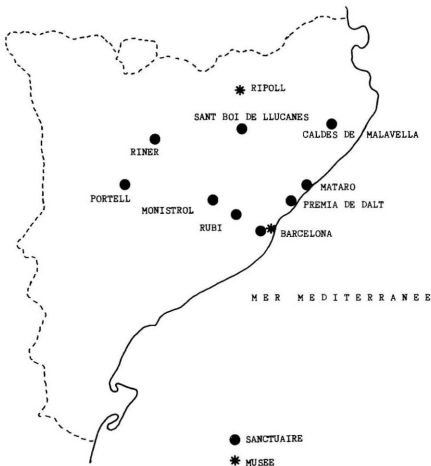 RIPOLL
SANT BOI DE LLUCANES
CALDES DE MALAVELLA
RINER
MATARO
PORTELL
PREMIA DE DALT
MONISTROL
RUBI
BARCELONA
MER MEDITERRANEE
SANCTUAIRE
MUSEE